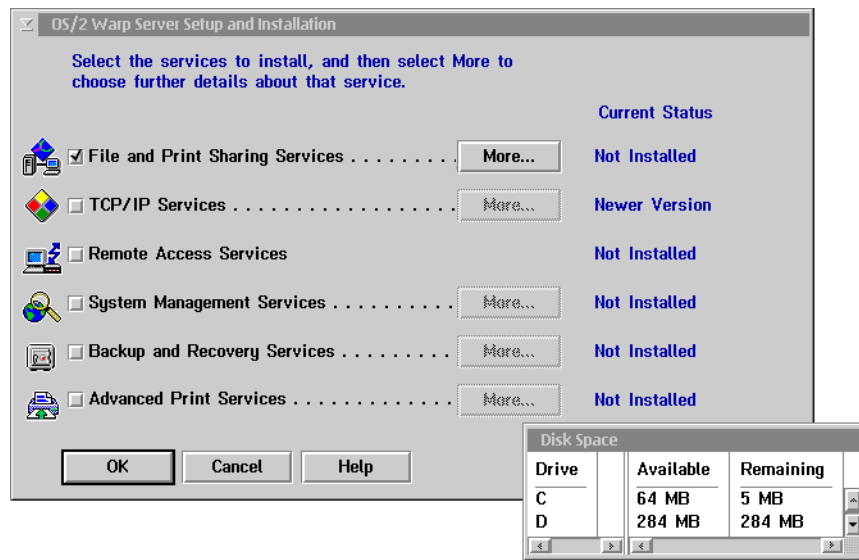 OS/2 Warp Server Setup and Installation
Select the services to install, and then select More to
choose further details about that service.
Current Status
File and Print Sharing Services . . . . . . . . . More... Not Installed
TCP/IP Services . . . . . . . . . . . . . . . . . . More... Newer Version
Remote Access Services Not Installed
System Management Services . . . . . . . . . . More... Not Installed
Backup and Recovery Services . . . . . . . . . More... Not Installed
Advanced Print Services . . . . . . . . . . . . . More... Not Installed
OK Cancel Help
Disk Space
Drive Available Remaining
C 64 MB 5 MB
D 284 MB 284 MB